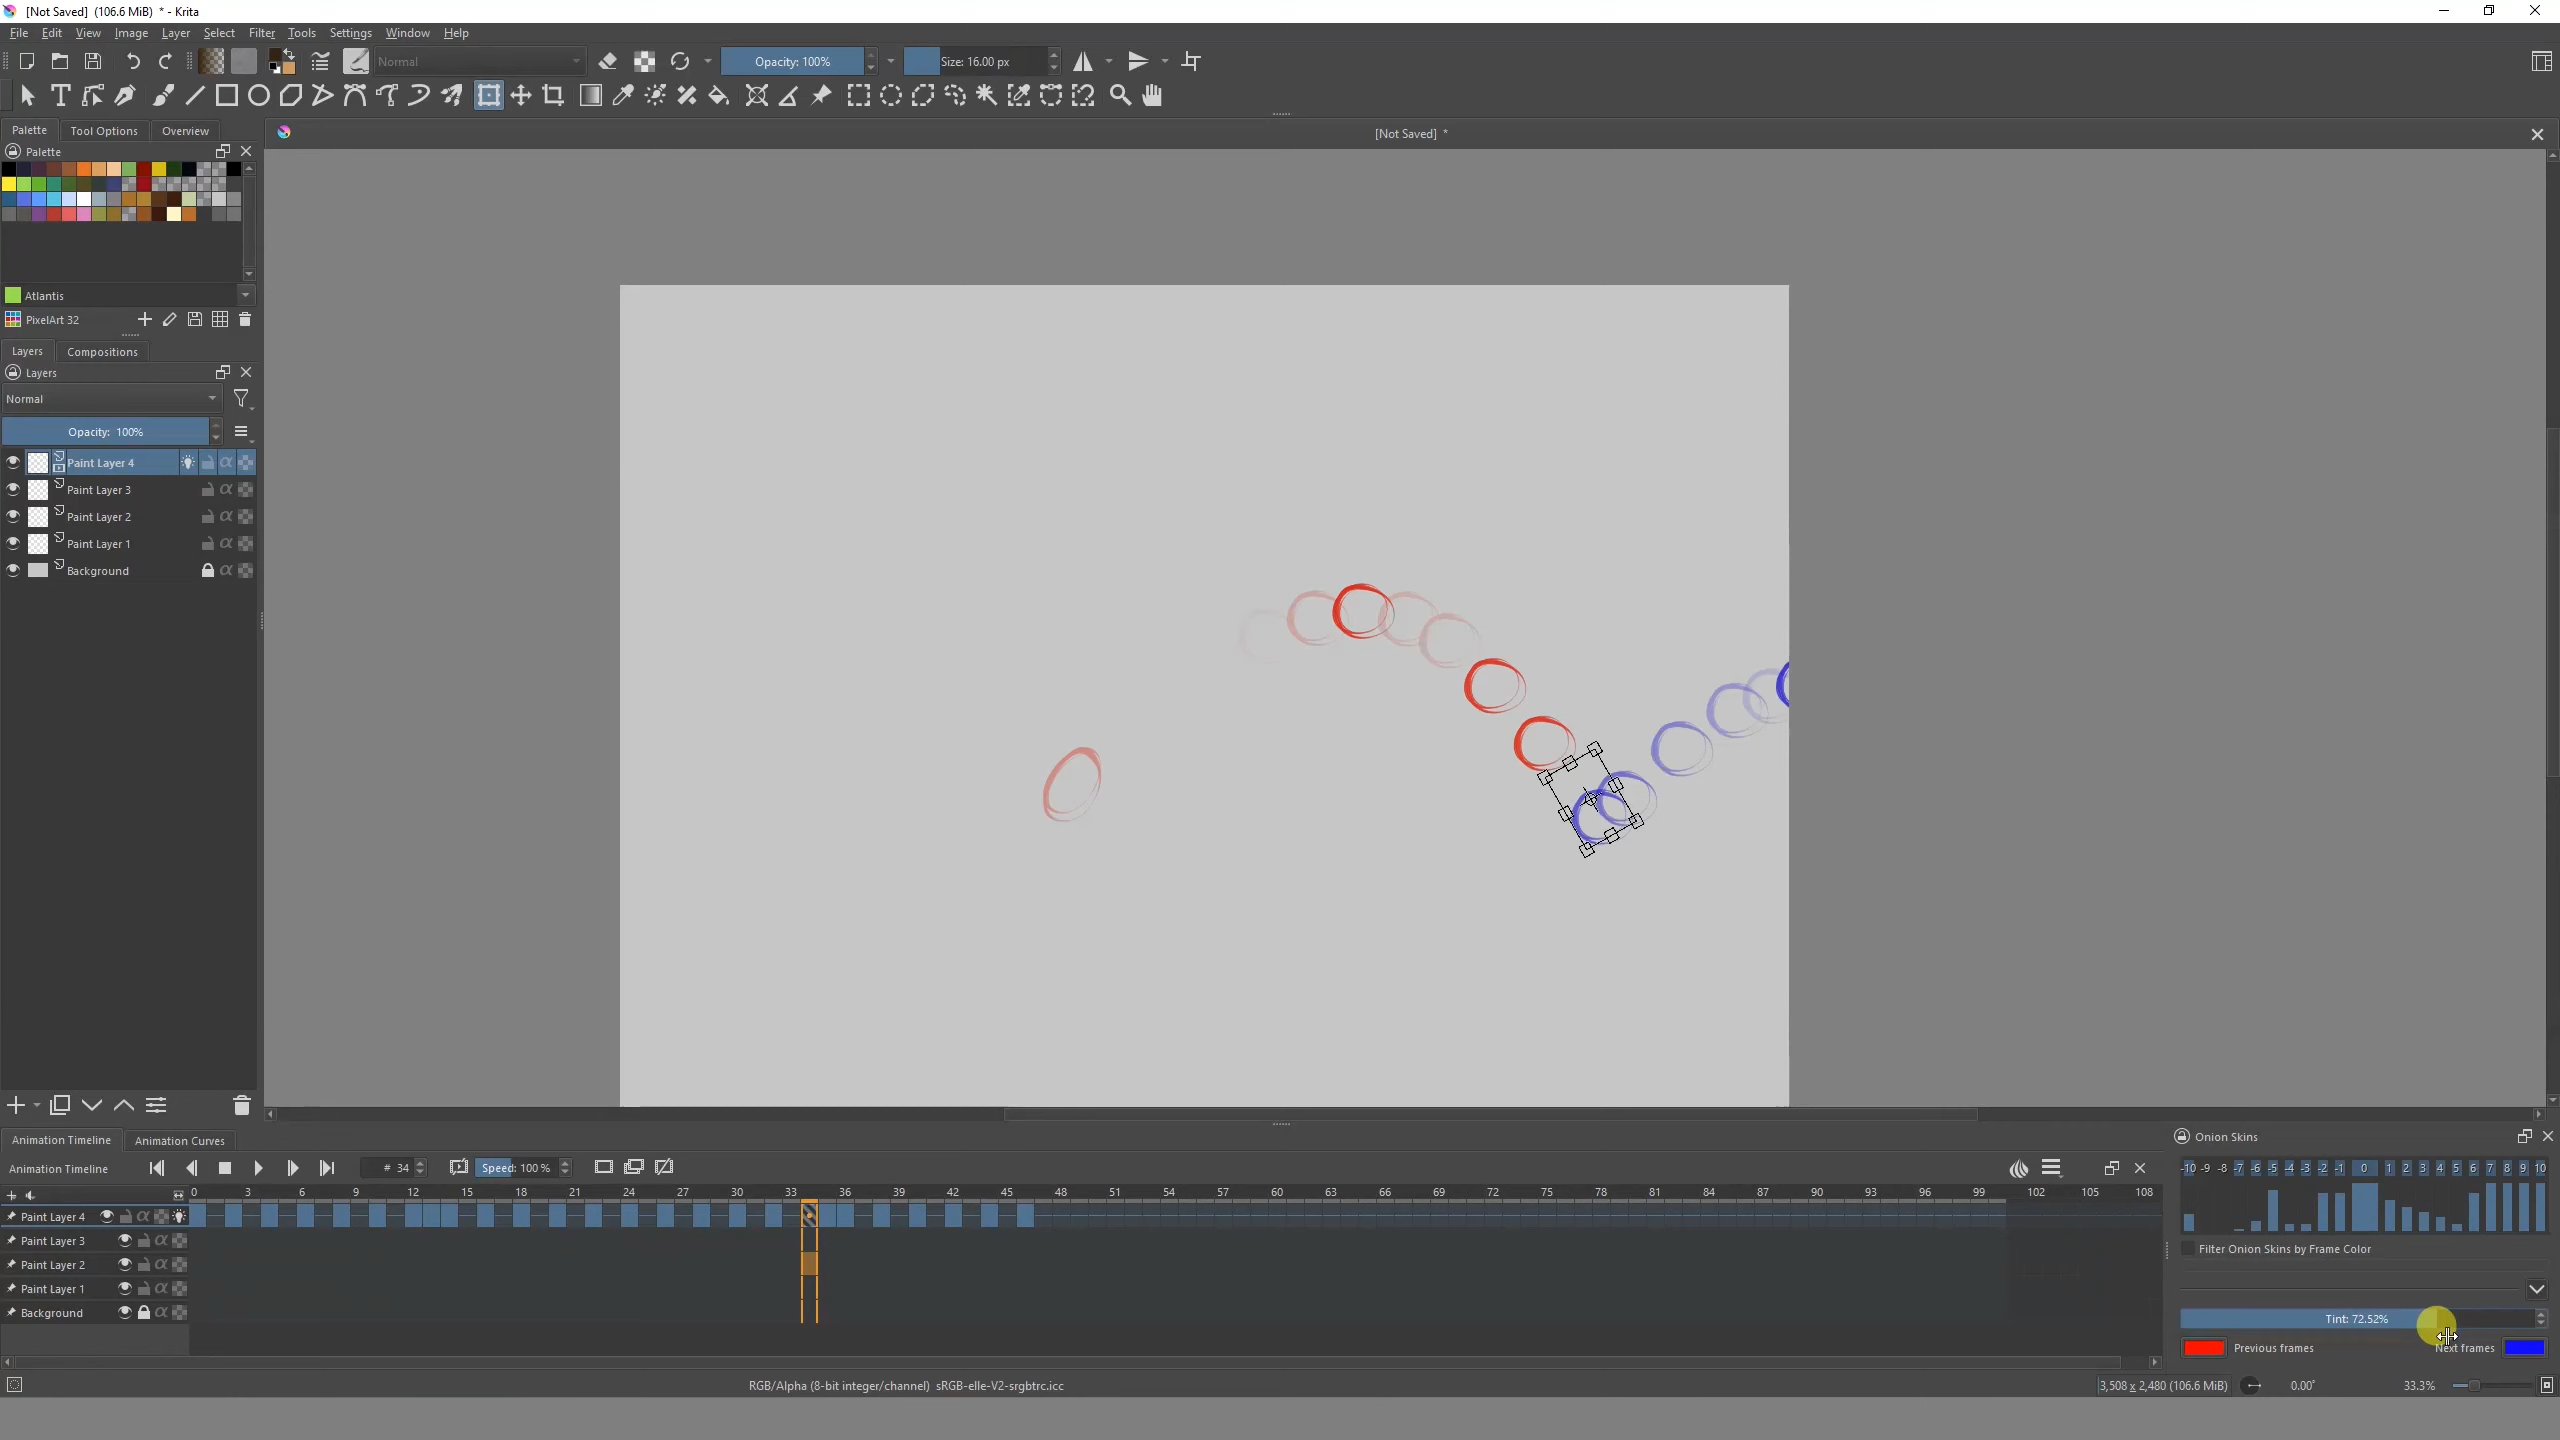 [Not Saved] (106.6 MiB) * - Krita
File Edit View Image Layer Select Filter Tools Settings Window Help
Normal
Opacity: 100%
Size: 16.00 px
Palette Tool Options Overview
[Not Saved] *
Palette
Atlantis
PixelArt 32
Layers Compositions
Layers
Normal
Opacity: 100%
Paint Layer 4
Paint Layer 3
Paint Layer 2
Paint Layer 1
Background
Animation Timeline Animation Curves
Onion Skins
Animation Timeline # 34 Speed: 100 %
-10 -9 -8 -7 -6 -5 -4 -3 -2 -1 0 1 2 3 4 5 6 7 8 9 10
0 3 6 9 12 15 18 21 24 27 30 33 36 39 42 45 48 51 54 57 60 63 66 69 72 75 78 81 84 87 90 93 96 99 102 105 108
Paint Layer 4
Paint Layer 3
Filter Onion Skins by Frame Color
Paint Layer 2
Paint Layer 1
Background
Tint: 72.52%
Previous frames Next frames
RGB/Alpha (8-bit integer/channel) sRGB-elle-V2-srgbtrc.icc
3,508 x 2,480 (106.6 MiB) 0.00° 33.3%